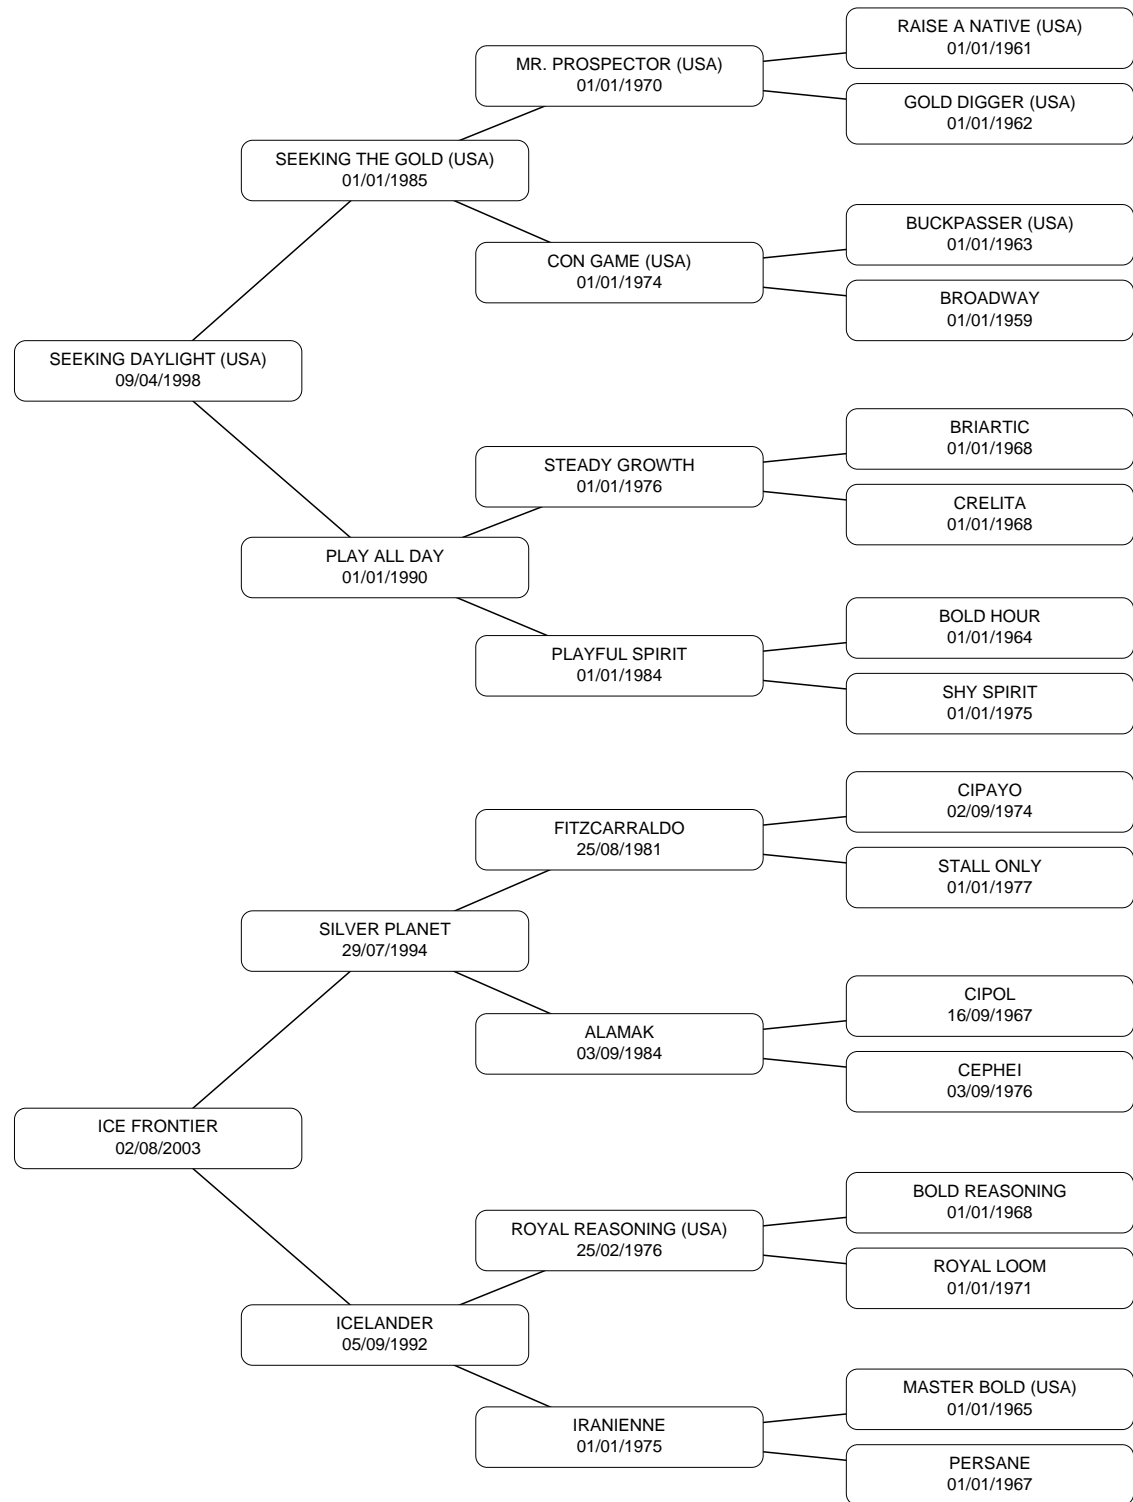 RAISE A NATIVE (USA)
01/01/1961
MR. PROSPECTOR (USA)
01/01/1970
GOLD DIGGER (USA)
01/01/1962
SEEKING THE GOLD (USA)
01/01/1985
BUCKPASSER (USA)
01/01/1963
CON GAME (USA)
01/01/1974
BROADWAY
01/01/1959
SEEKING DAYLIGHT (USA)
09/04/1998
BRIARTIC
01/01/1968
STEADY GROWTH
01/01/1976
CRELITA
01/01/1968
PLAY ALL DAY
01/01/1990
BOLD HOUR
01/01/1964
PLAYFUL SPIRIT
01/01/1984
SHY SPIRIT
01/01/1975
CIPAYO
02/09/1974
FITZCARRALDO
25/08/1981
STALL ONLY
01/01/1977
SILVER PLANET
29/07/1994
CIPOL
16/09/1967
ALAMAK
03/09/1984
CEPHEI
03/09/1976
ICE FRONTIER
02/08/2003
BOLD REASONING
01/01/1968
ROYAL REASONING (USA)
25/02/1976
ROYAL LOOM
01/01/1971
ICELANDER
05/09/1992
MASTER BOLD (USA)
01/01/1965
IRANIENNE
01/01/1975
PERSANE
01/01/1967